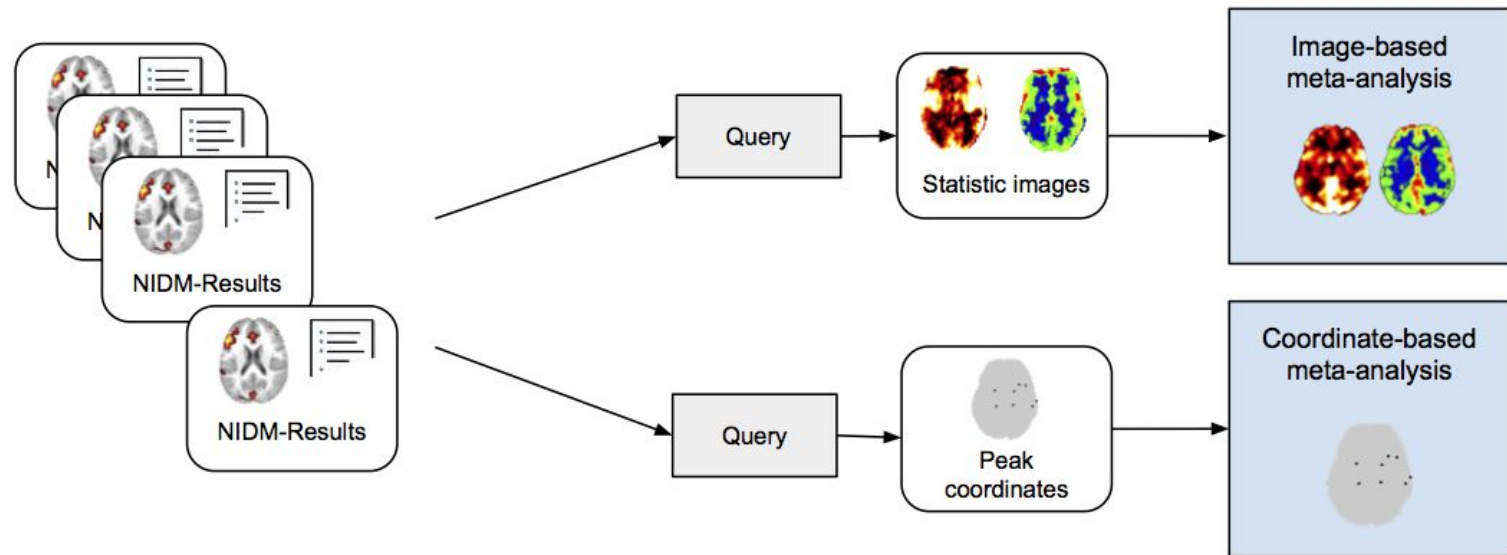 N
N
NIDM-Results
NIDM-Results
Query
Statistic images
Image-based
meta-analysis
Query
Peak
coordinates
Coordinate-based
meta-analysis